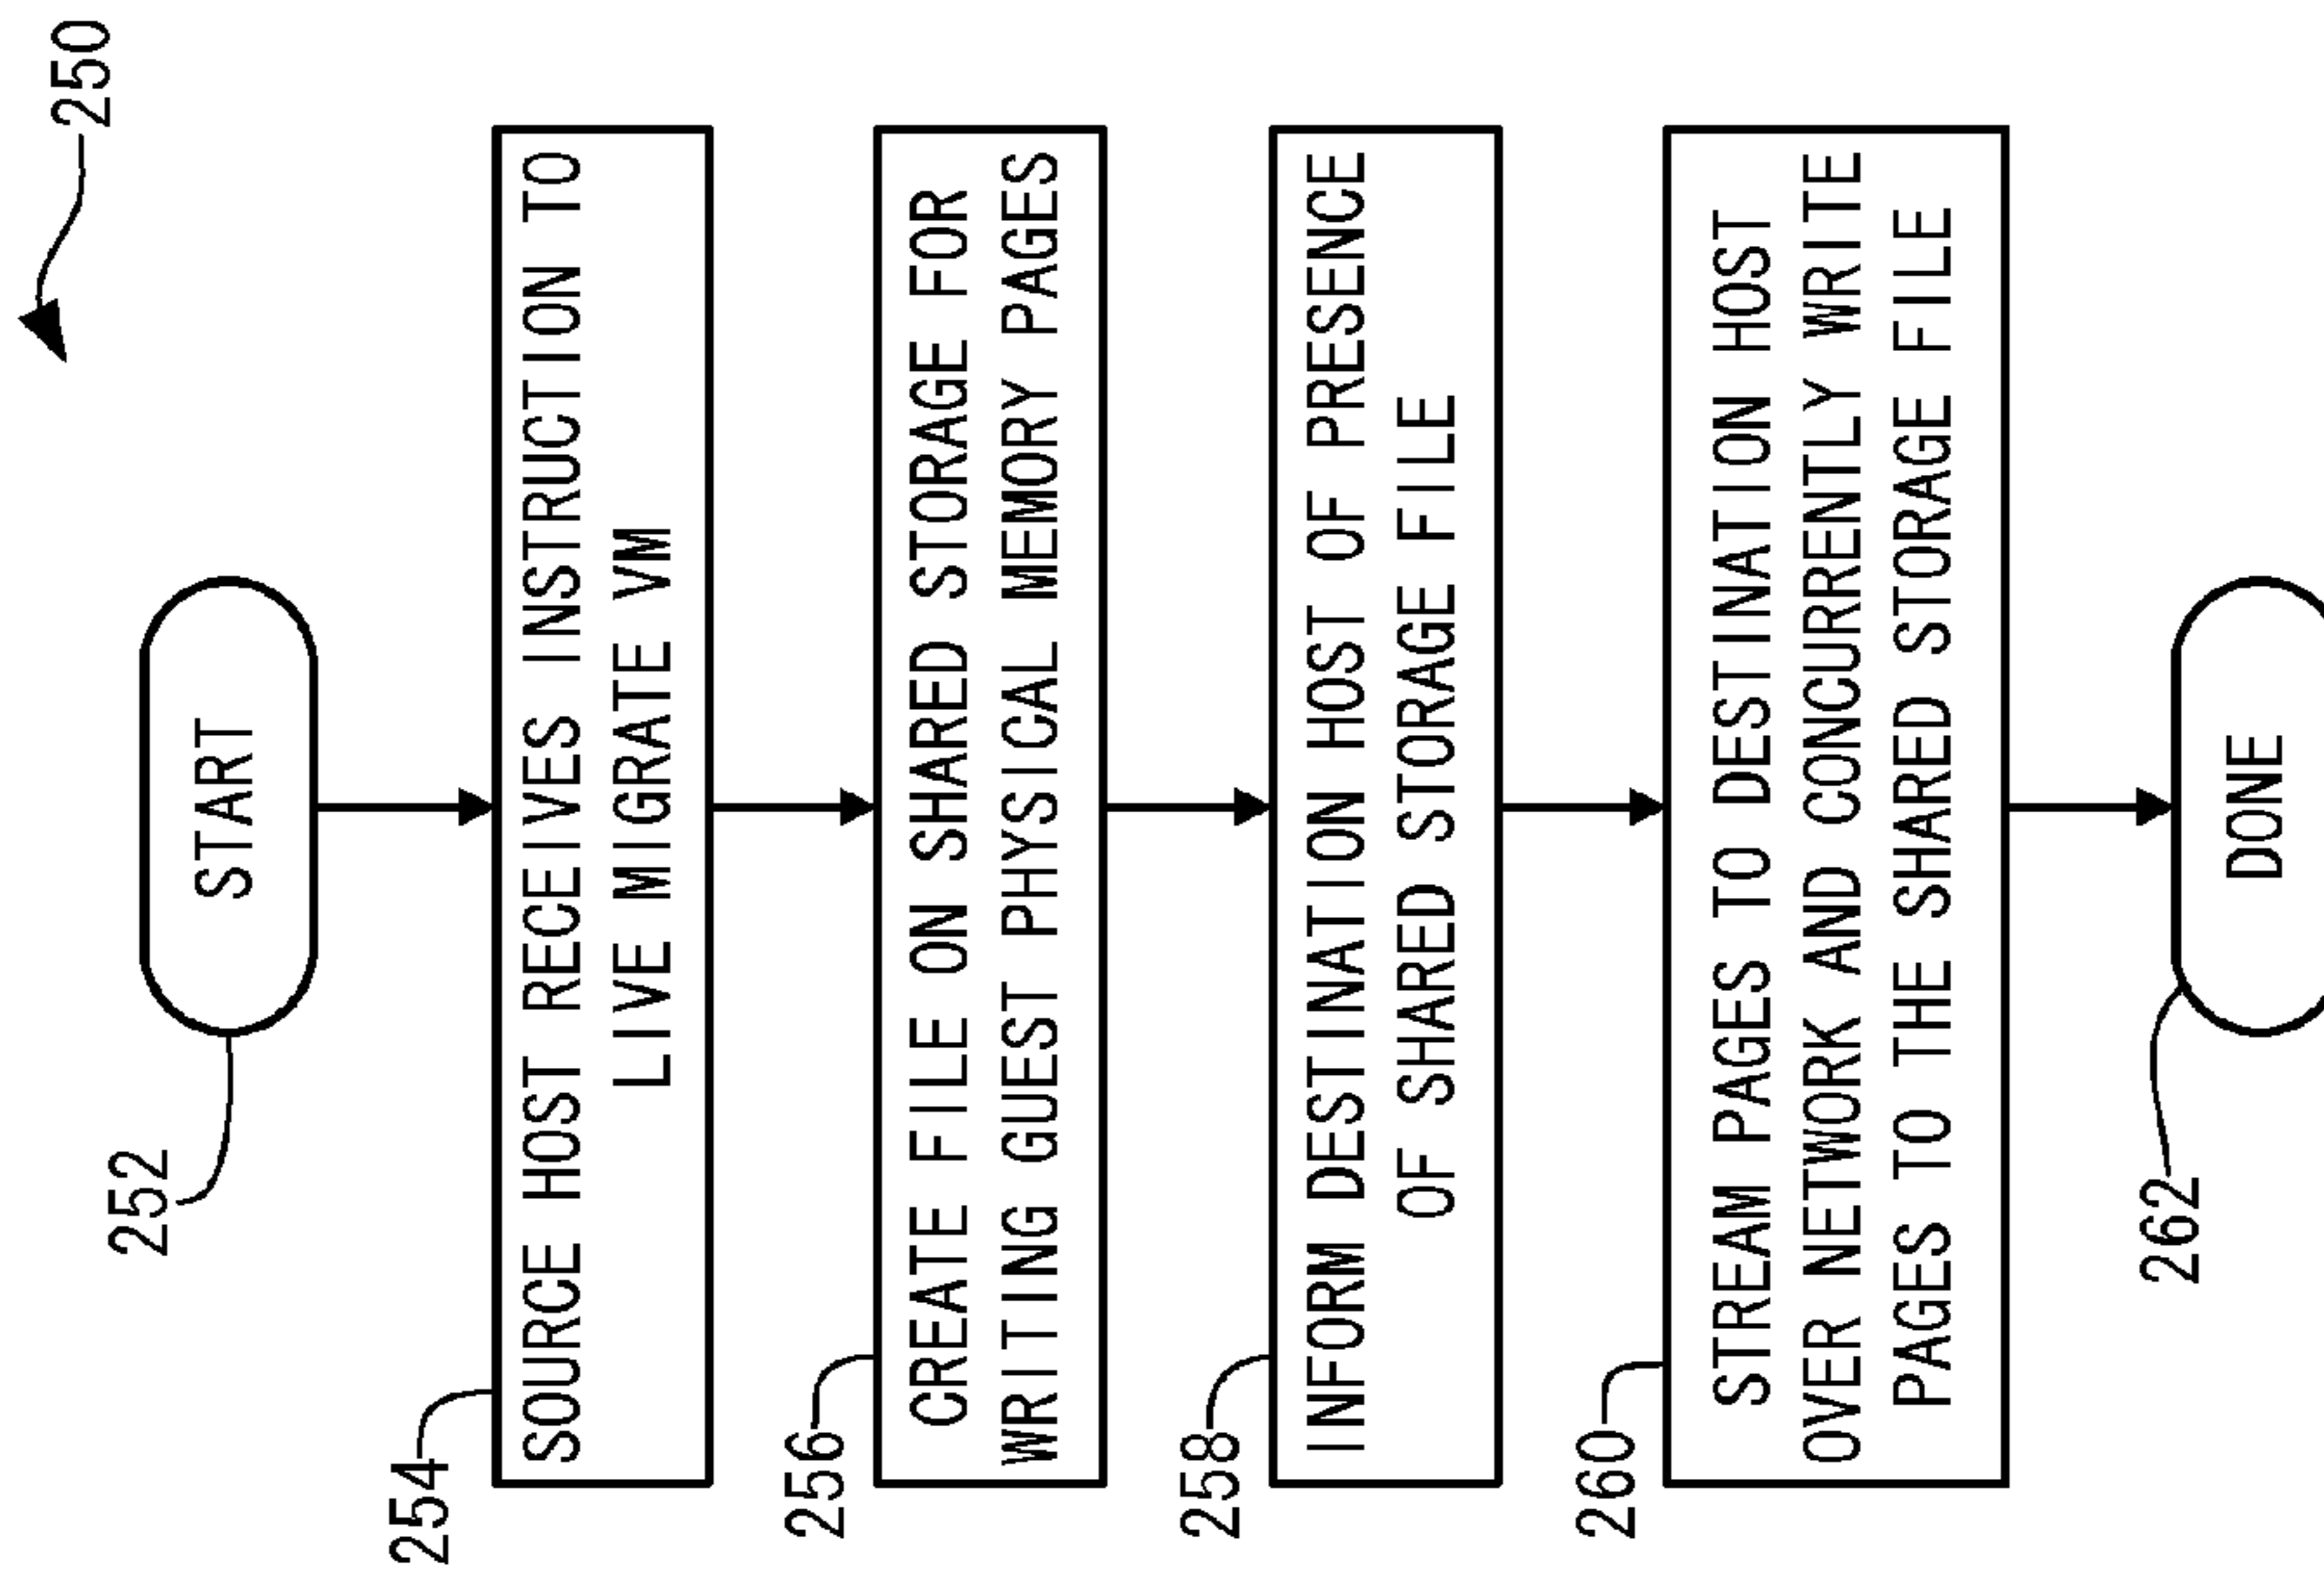 250
252
START
254
SOURCE HOST RECEIVES INSTRUCTION TO
LIVE MIGRATE VM
256
CREATE FILE ON SHARED STORAGE FOR
WRITING GUEST PHYSICAL MEMORY PAGES
258
INFORM DESTINATION HOST OF PRESENCE
OF SHARED STORAGE FILE
260
STREAM PAGES TO DESTINATION HOST
OVER NETWORK AND CONCURRENTLY WRITE
PAGES TO THE SHARED STORAGE FILE
262
DONE